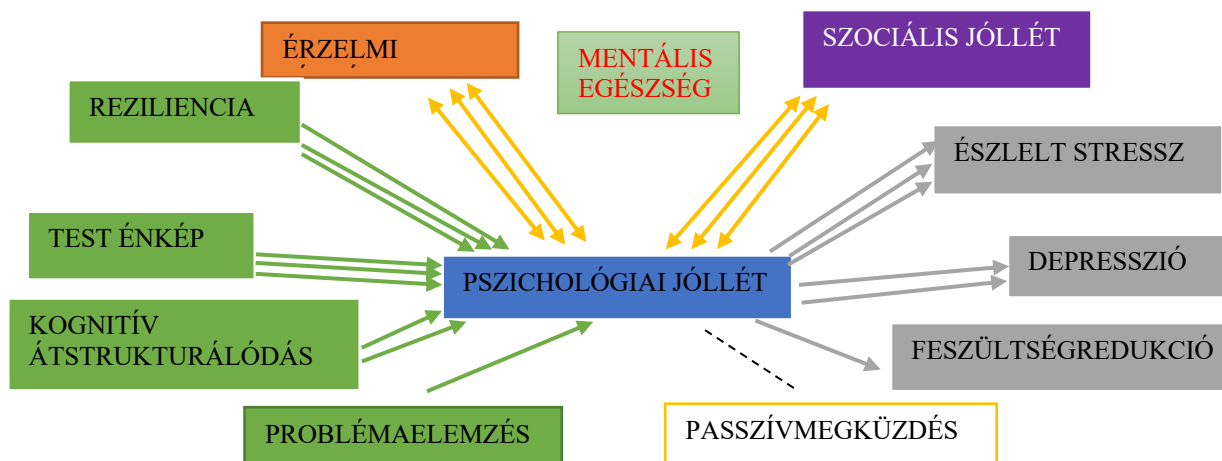 ÉRZELMI
MENTÁLIS
EGÉSZSÉG
SZOCIÁLIS JÓLLÉT
REZILIENCIA
ÉSZLELT STRESSZ
TEST ÉNKÉP
PSZICHOLÓGIAI JÓLLÉT
DEPRESSZIÓ
KOGNITÍV
ÁTSTRUKTURÁLÓDÁS
FESZÜLTSÉGREDUKCIÓ
PROBLÉMAELEMZÉS
PASSZÍVMEGKÜZDÉS